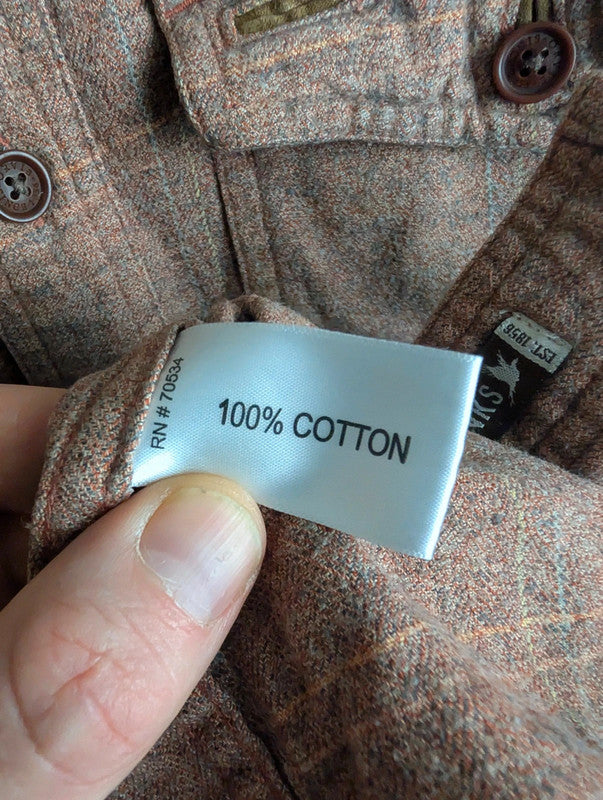 RN # 70534
100% COTTON
EST. 1856